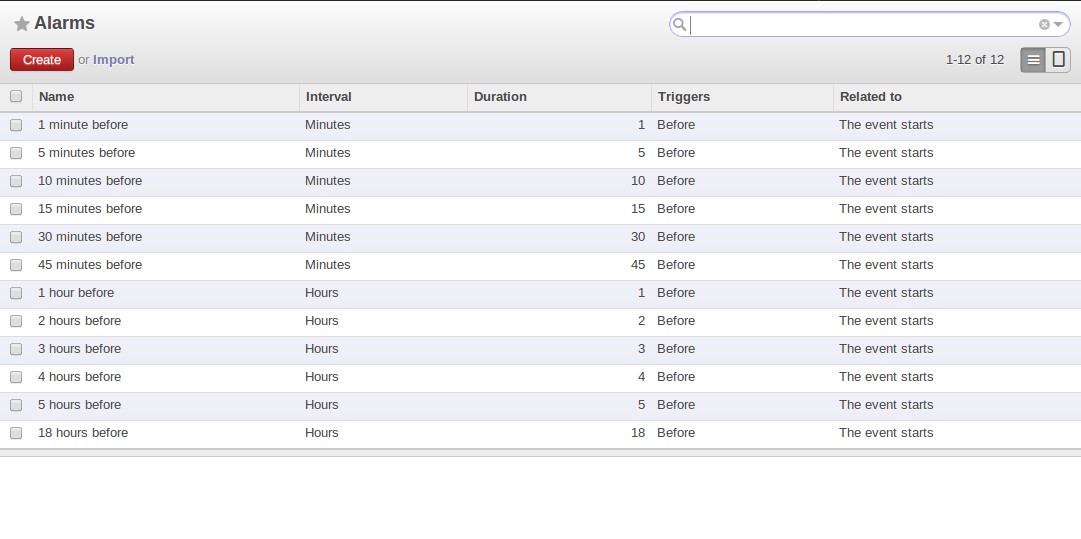 Alarms
Create or Import
1-12 of 12
Name Interval Duration Triggers Related to
1 minute before Minutes 1 Before The event starts
5 minutes before Minutes 5 Before The event starts
10 minutes before Minutes 10 Before The event starts
15 minutes before Minutes 15 Before The event starts
30 minutes before Minutes 30 Before The event starts
45 minutes before Minutes 45 Before The event starts
1 hour before Hours 1 Before The event starts
2 hours before Hours 2 Before The event starts
3 hours before Hours 3 Before The event starts
4 hours before Hours 4 Before The event starts
5 hours before Hours 5 Before The event starts
18 hours before Hours 18 Before The event starts